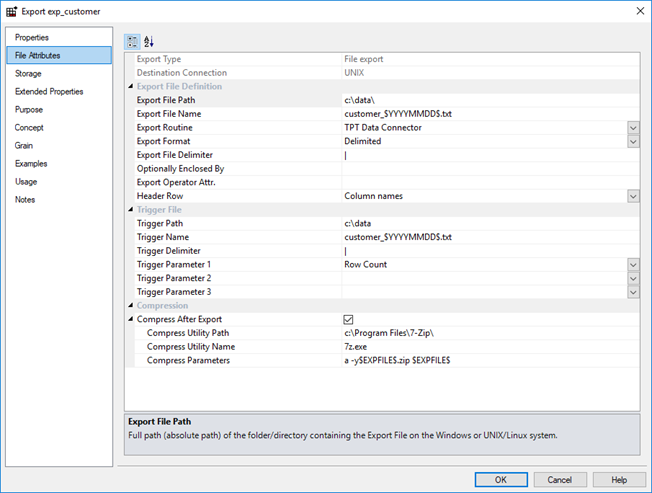 Export exp_customer
Properties
File Attributes
Storage
Extended Properties
Purpose
Concept
Grain
Examples
Usage
Notes
Export Type File export
Destination Connection UNIX
Export File Definition
Export File Path c:\data\
Export File Name customer_$YYYYMMDD$.txt
Export Routine TPT Data Connector
Export Format Delimited
Export File Delimiter |
Optionally Enclosed By
Export Operator Attr.
Header Row Column names
Trigger File
Trigger Path c:\data
Trigger Name customer_$YYYYMMDD$.txt
Trigger Delimiter |
Trigger Parameter 1 Row Count
Trigger Parameter 2
Trigger Parameter 3
Compression
Compress After Export
Compress Utility Path c:\Program Files\7-Zip\
Compress Utility Name 7z.exe
Compress Parameters a -y$EXPFILE$.zip $EXPFILE$
Export File Path
Full path (absolute path) of the folder/directory containing the Export File on the Windows or UNIX/Linux system.
OK Cancel Help